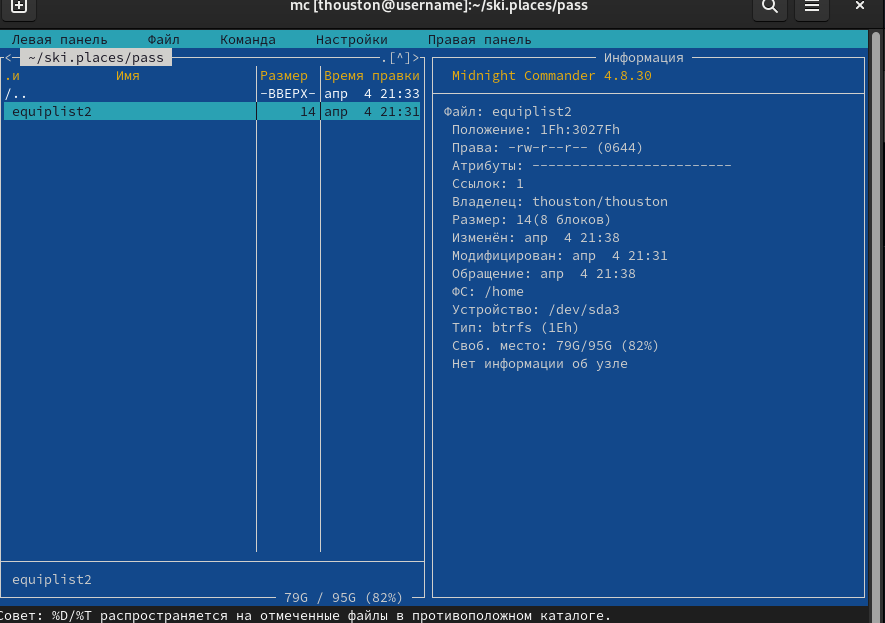 mc [thouston@username]:~/ski.places/pass
Левая панель Файл Команда Настройки Правая панель
<— ~/ski.places/pass .[^]>
.и Имя Размер Время правки
/.. -ВВЕРХ- апр 4 21:33
equiplist2 14 апр 4 21:31
equiplist2
79G / 95G (82%)
Информация
Midnight Commander 4.8.30
Файл: equiplist2
Положение: 1Fh:3027Fh
Права: -rw-r--r-- (0644)
Атрибуты: -------------------------
Ссылок: 1
Владелец: thouston/thouston
Размер: 14(8 блоков)
Изменён: апр 4 21:38
Модифицирован: апр 4 21:31
Обращение: апр 4 21:38
ФС: /home
Устройство: /dev/sda3
Тип: btrfs (1Eh)
Своб. место: 79G/95G (82%)
Нет информации об узле
Совет: %D/%T распространяется на отмеченные файлы в противоположном каталоге.